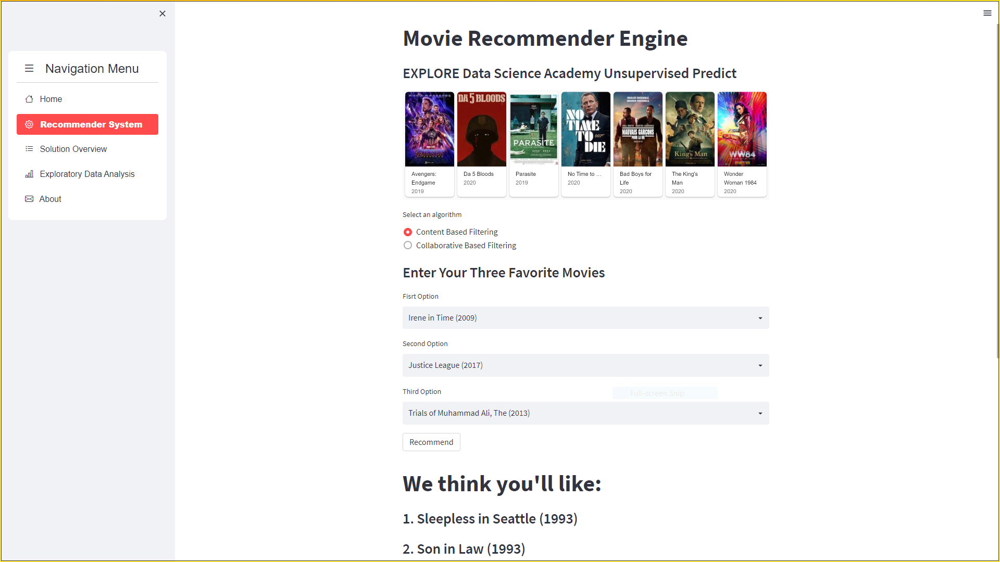 Navigation Menu
Home
Recommender System
Solution Overview
Exploratory Data Analysis
About
Movie Recommender Engine
EXPLORE Data Science Academy Unsupervised Predict
DA 5 BLOODS
PARASITE
NO
TIME
TO
DIE
007
MAUVAIS GARÇONS
POUR LA VIE
The
King's Man
WW84
Avengers:
Endgame
2019
Da 5 Bloods
2020
Parasite
2019
No Time to ...
2020
Bad Boys for
Life
2020
The King's
Man
2020
Wonder
Woman 1984
2020
Select an algorithm
Content Based Filtering
Collaborative Based Filtering
Enter Your Three Favorite Movies
Fisrt Option
Irene in Time (2009)
Second Option
Justice League (2017)
Third Option
Full-screen Snip
Trials of Muhammad Ali, The (2013)
Recommend
We think you'll like:
1. Sleepless in Seattle (1993)
2. Son in Law (1993)